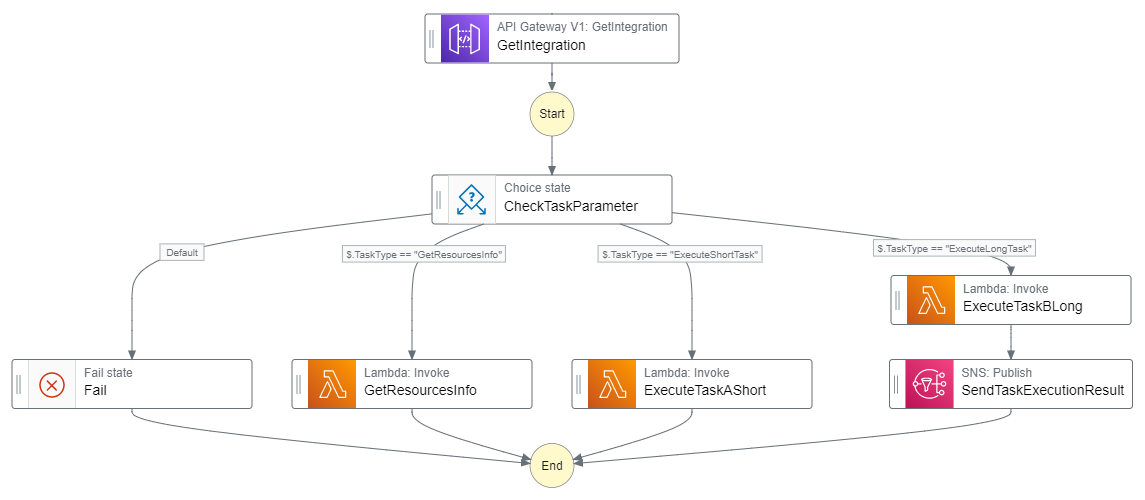 API Gateway V1: GetIntegration
GetIntegration
Start
Choice state
CheckTaskParameter
Default
$.TaskType == "GetResourcesInfo"
$.TaskType == "ExecuteShortTask"
$.TaskType == "ExecuteLongTask"
Lambda: Invoke
ExecuteTaskBLong
Fail state
Fail
Lambda: Invoke
GetResourcesInfo
Lambda: Invoke
ExecuteTaskAShort
SNS: Publish
SendTaskExecutionResult
End